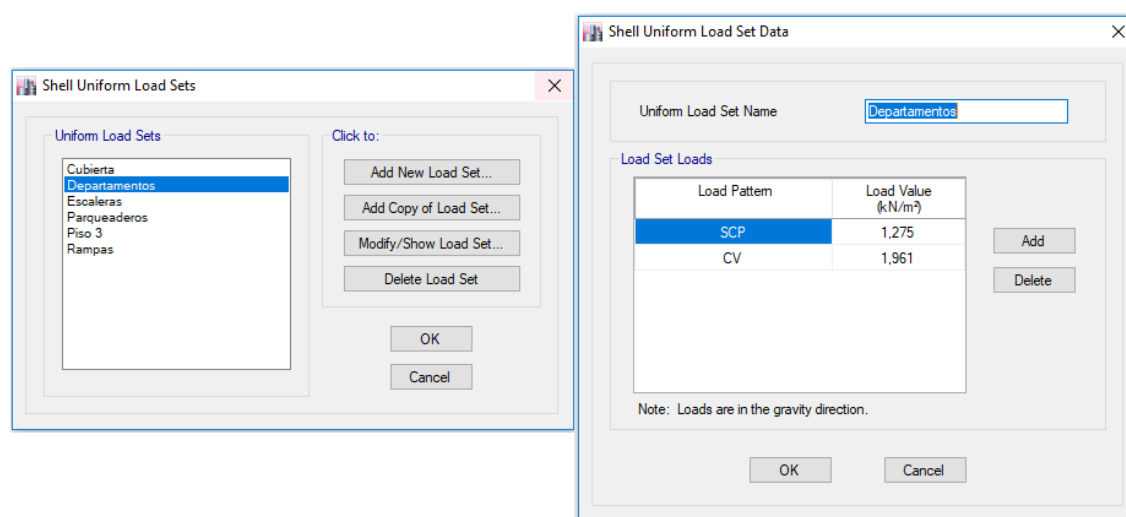 Shell Uniform Load Sets
Uniform Load Sets
Cubierta
Departamentos
Escaleras
Parqueaderos
Piso 3
Rampas
Click to:
Add New Load Set...
Add Copy of Load Set...
Modify/Show Load Set...
Delete Load Set
OK
Cancel
Shell Uniform Load Set Data
Uniform Load Set Name Departamentos
Load Set Loads
Load Pattern Load Value
(kN/m²)
SCP 1,275
CV 1,961
Add
Delete
Note: Loads are in the gravity direction.
OK Cancel